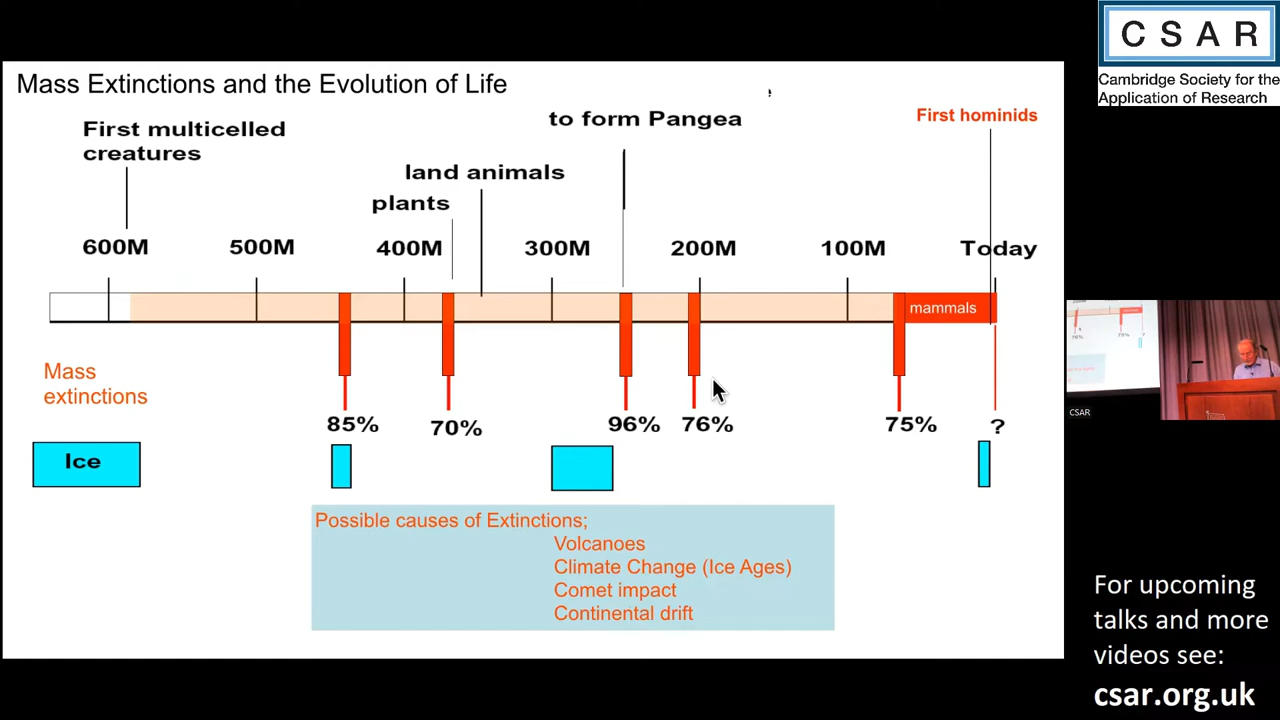 Mass Extinctions and the Evolution of Life
First multicelled
creatures
to form Pangea
First hominids
land animals
plants
600M
500M
400M
300M
200M
100M
Today
mammals
Mass
extinctions
85%
70%
96%
76%
75%
?
Ice
Possible causes of Extinctions;
Volcanoes
Climate Change (Ice Ages)
Comet impact
Continental drift
CSAR
Cambridge Society for the
Application of Research
CSAR
For upcoming
talks and more
videos see:
csar.org.uk